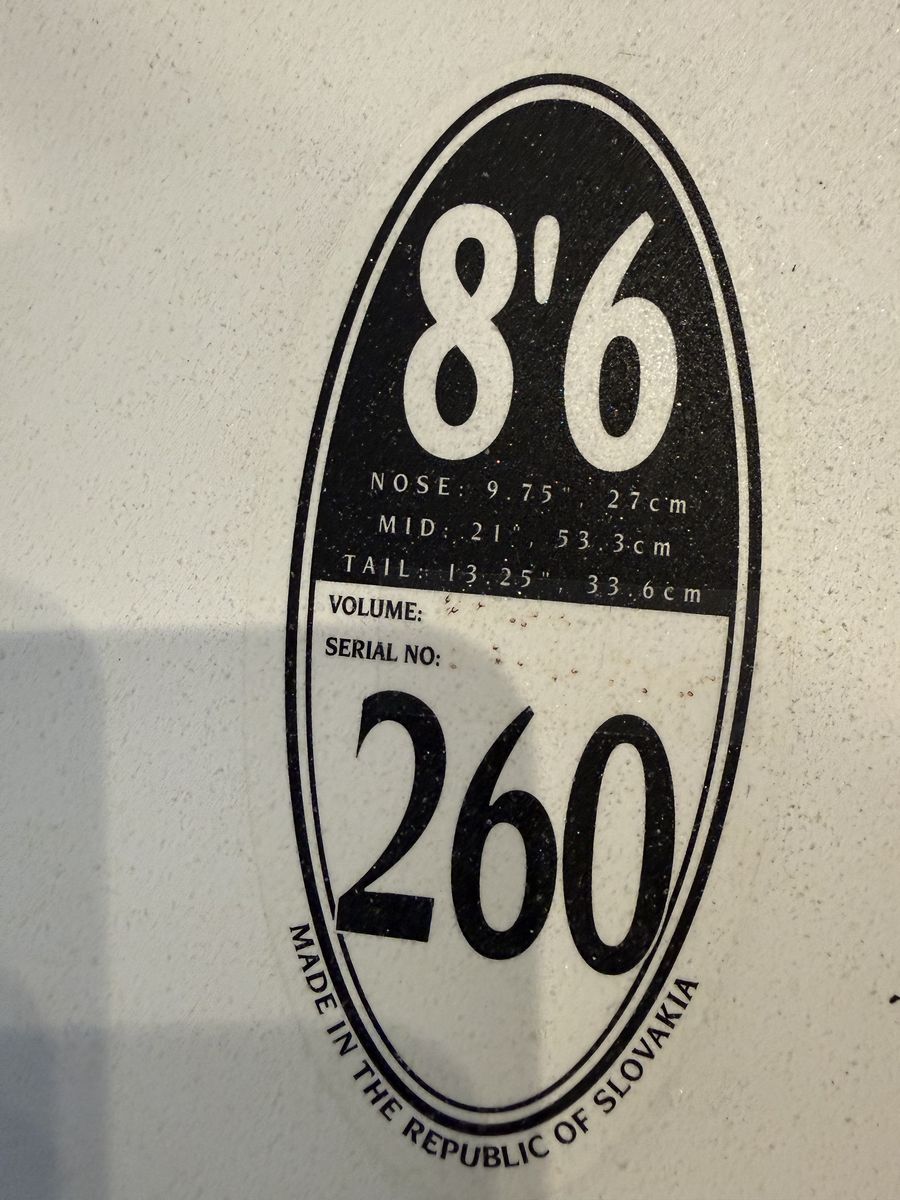 8'6
NOSE: 9.75", 27cm
MID: 21", 53.3cm
TAIL: 13.25", 33.6cm
VOLUME:
SERIAL NO:
260
MADE IN THE REPUBLIC OF SLOVAKIA